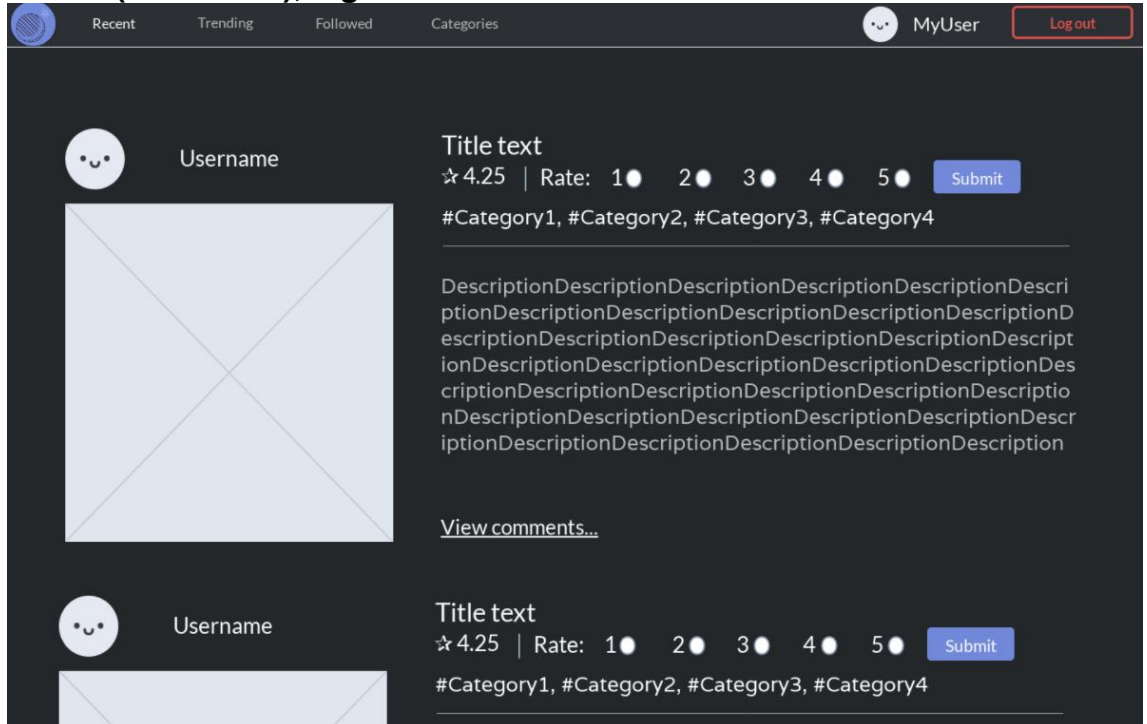 Recent Trending Followed Categories MyUser Log out
Username
Title text
4.25 | Rate: 1 2 3 4 5 Submit
#Category1, #Category2, #Category3, #Category4
DescriptionDescriptionDescriptionDescriptionDescriptionDescri
ptionDescriptionDescriptionDescriptionDescriptionDescriptionD
escriptionDescriptionDescriptionDescriptionDescriptionDescript
ionDescriptionDescriptionDescriptionDescriptionDescriptionDes
criptionDescriptionDescriptionDescriptionDescriptionDescriptio
nDescriptionDescriptionDescriptionDescriptionDescriptionDescr
iptionDescriptionDescriptionDescriptionDescriptionDescription
View comments...
Username
Title text
4.25 | Rate: 1 2 3 4 5 Submit
#Category1, #Category2, #Category3, #Category4